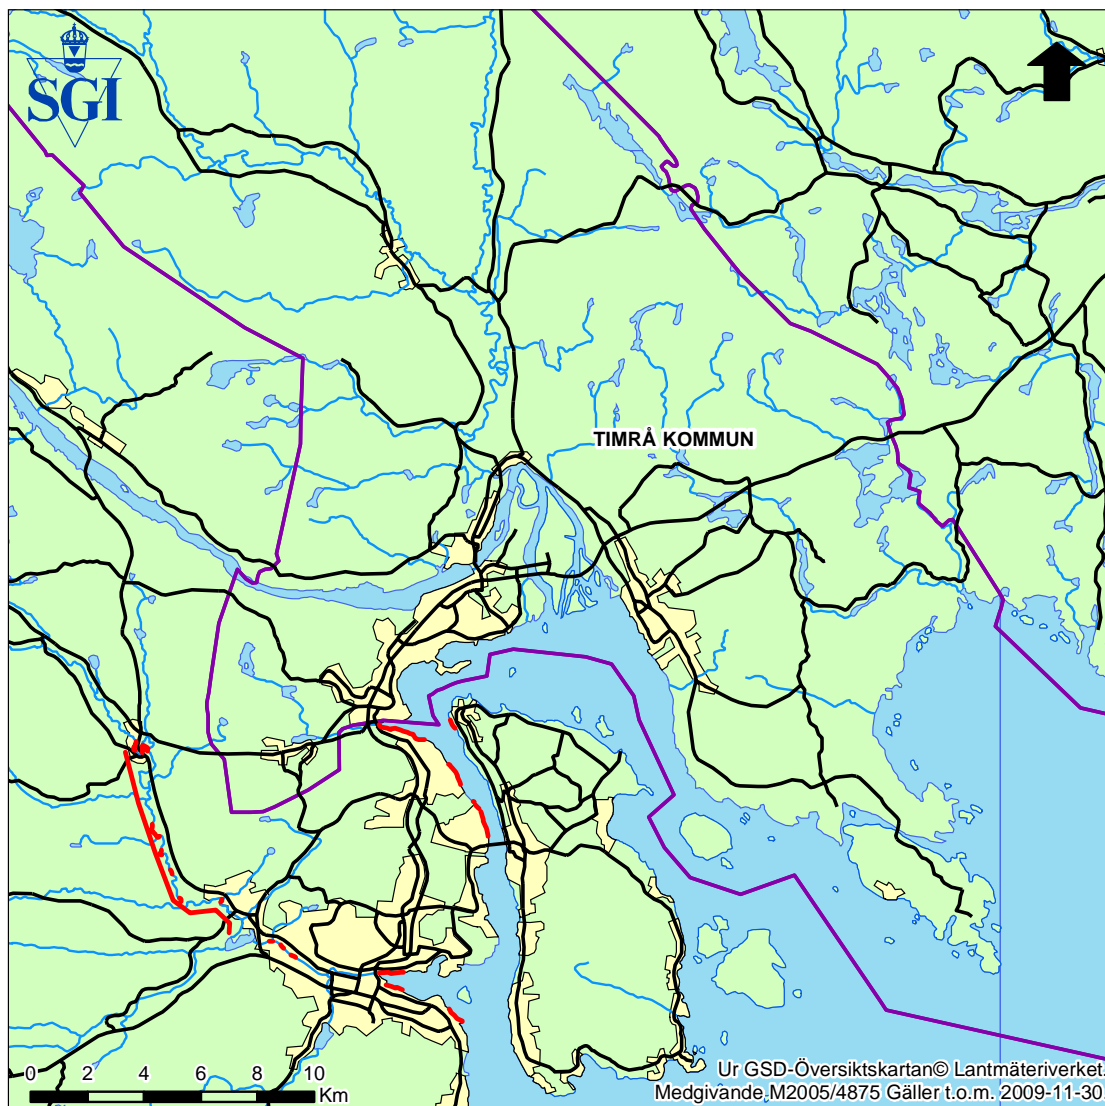 SGI
TIMRÅ KOMMUN
0 2 4 6 8 10
Km
Ur GSD-Översiktskartan© Lantmäteriverket.
Medgivande M2005/4875 Gäller t.o.m. 2009-11-30